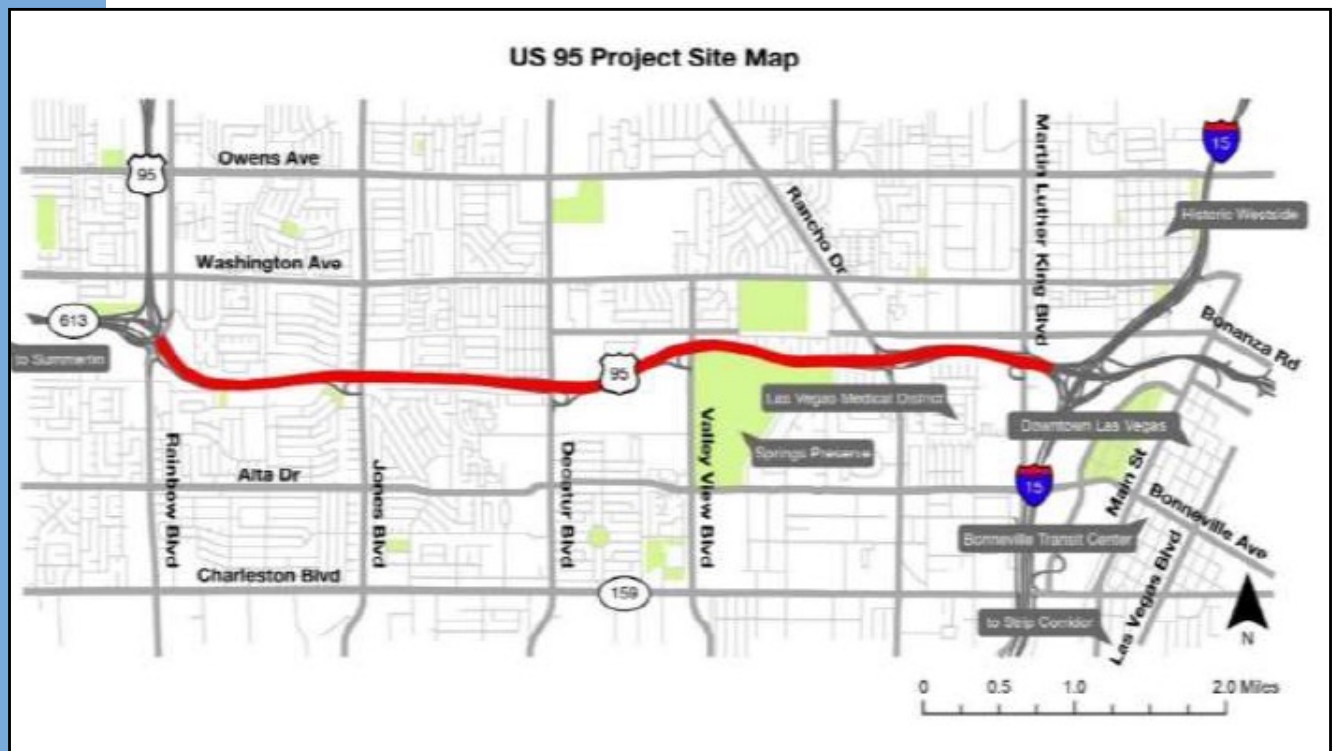 US 95 Project Site Map
15
95
Owens Ave
Martin Luther King Blvd
Rancho Dr
Historic Westside
Washington Ave
613
to Summerlin
Bonanza Rd
95
Las Vegas Medical District
Downtown Las Vegas
Springs Preserve
Rainbow Blvd
Alta Dr
Jones Blvd
Decatur Blvd
Valley View Blvd
15
Main St
Bonneville Ave
Bonneville Transit Center
Charleston Blvd
159
to Strip Corridor
Las Vegas Blvd
N
0 0.5 1.0 2.0 Miles